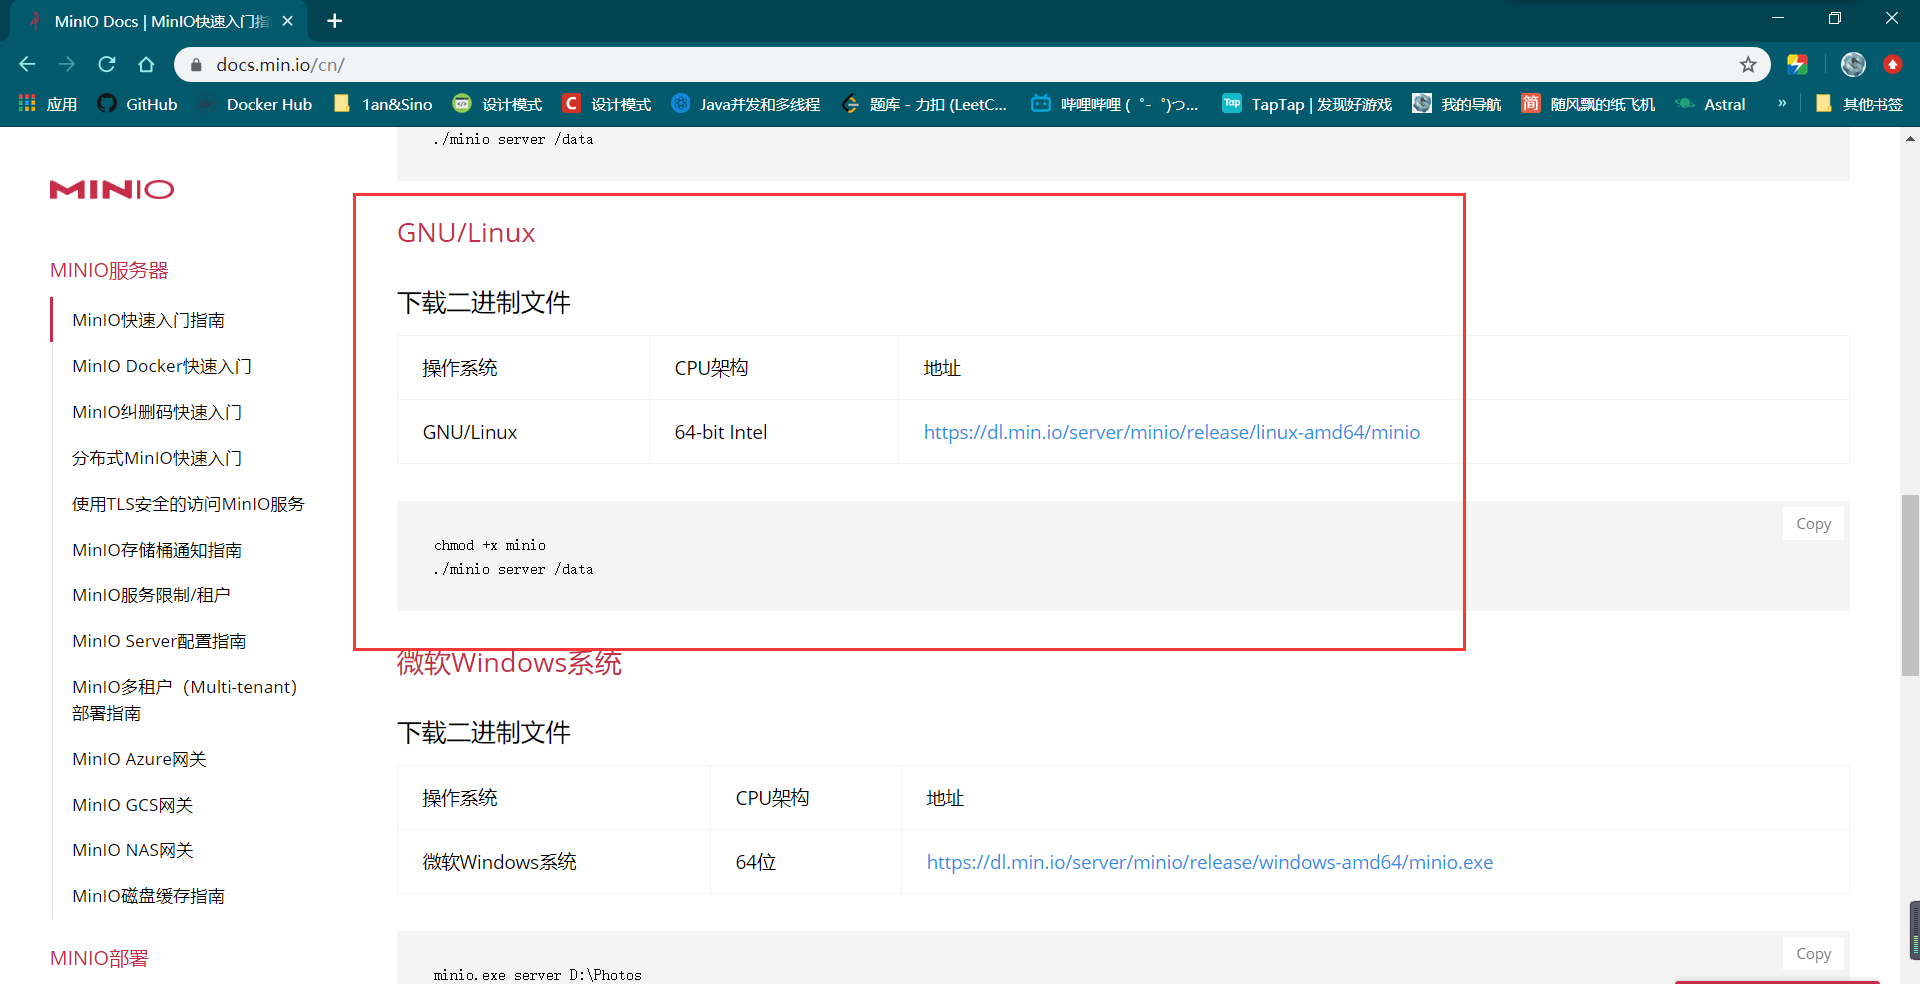 MinIO Docs | MinIO快速入门指
docs.min.io/cn/
应用 GitHub Docker Hub 1an&Sino 设计模式 设计模式 Java并发和多线程 题库 - 力扣 (LeetC... 哔哩哔哩 (゜-゜)つ... TapTap | 发现好游戏 我的导航 随风飘的纸飞机 Astral » 其他书签
Tap
简
MINIO
MINIO服务器
MinIO快速入门指南
MinIO Docker快速入门
MinIO纠删码快速入门
分布式MinIO快速入门
使用TLS安全的访问MinIO服务
MinIO存储桶通知指南
MinIO服务限制/租户
MinIO Server配置指南
MinIO多租户（Multi-tenant）
部署指南
MinIO Azure网关
MinIO GCS网关
MinIO NAS网关
MinIO磁盘缓存指南
MINIO部署
./minio server /data
GNU/Linux
下载二进制文件
操作系统 CPU架构 地址
GNU/Linux 64-bit Intel https://dl.min.io/server/minio/release/linux-amd64/minio
Copy
chmod +x minio
./minio server /data
微软Windows系统
下载二进制文件
操作系统 CPU架构 地址
微软Windows系统 64位 https://dl.min.io/server/minio/release/windows-amd64/minio.exe
Copy
minio.exe server D:\Photos